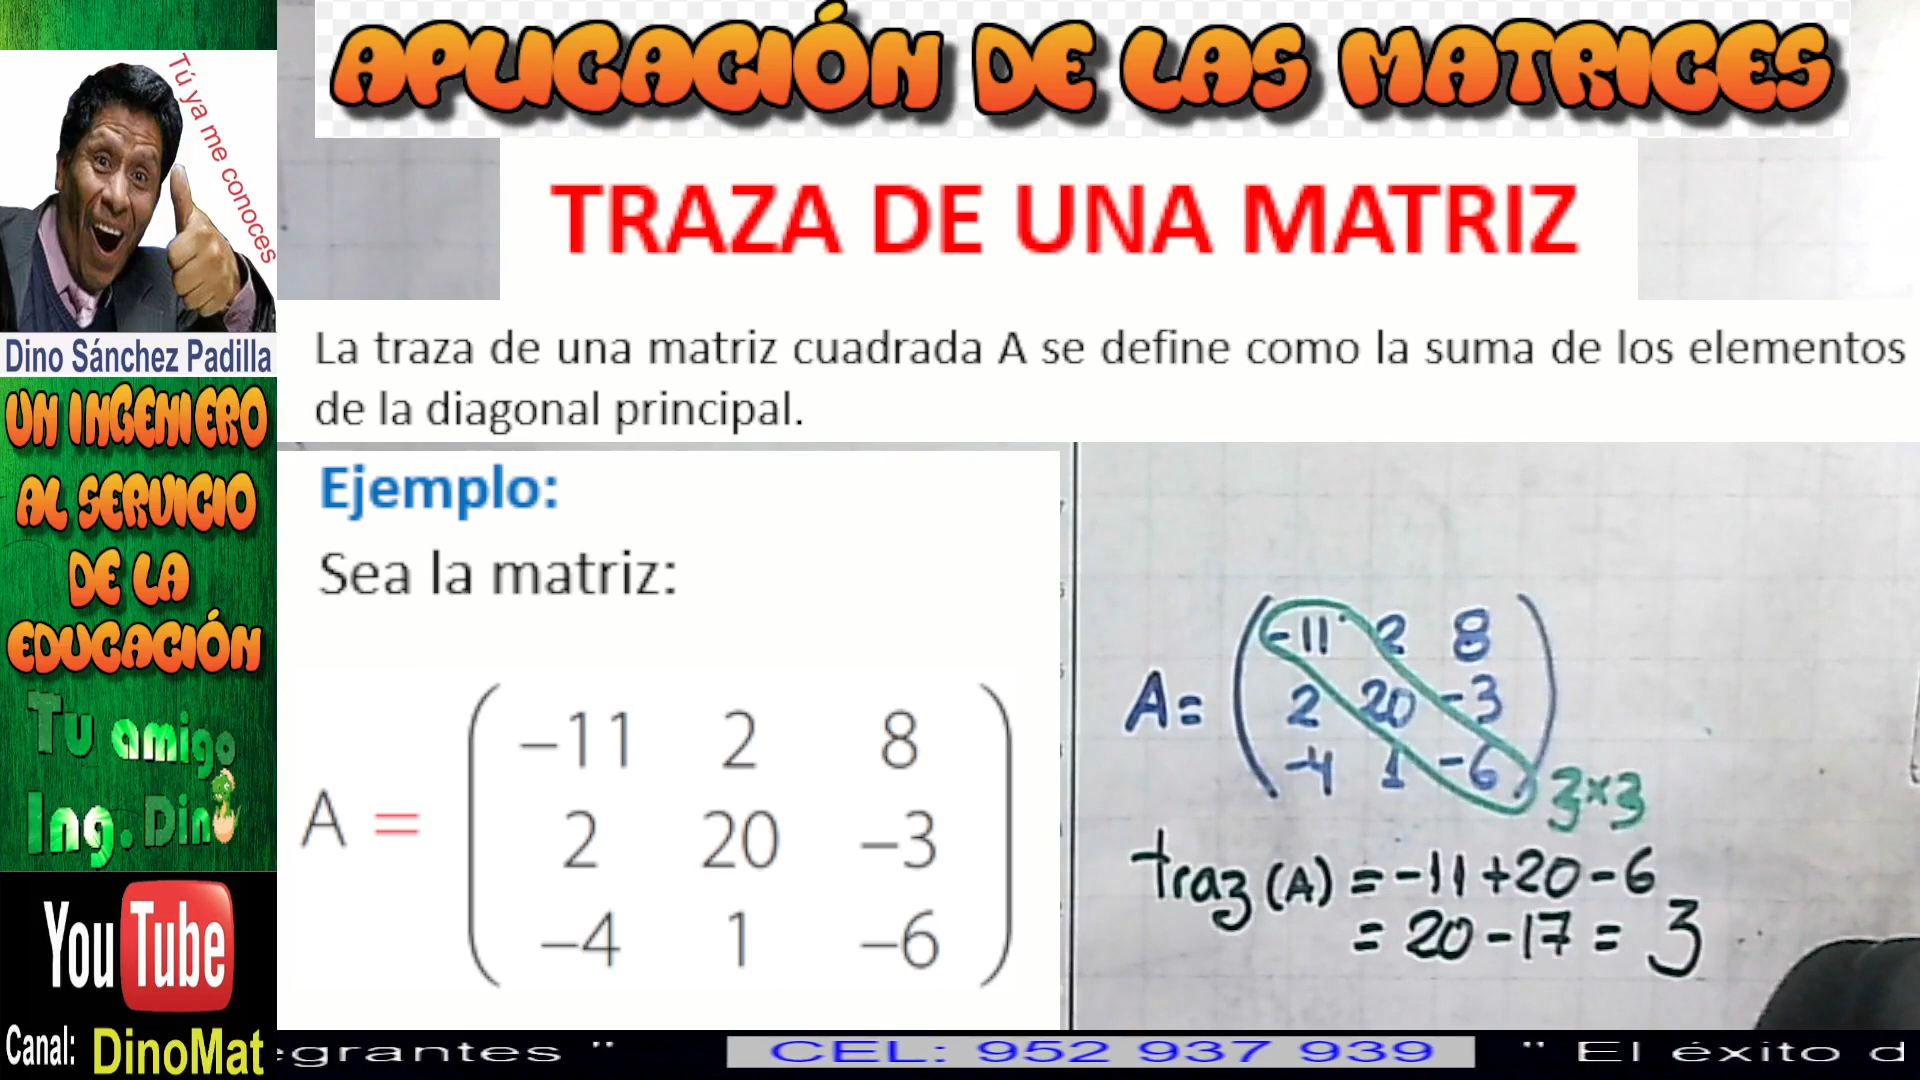 APLICACIÓN DE LAS MATRICES
Tú ya me conoces
TRAZA DE UNA MATRIZ
Dino Sánchez Padilla
La traza de una matriz cuadrada A se define como la suma de los elementos
de la diagonal principal.
UN INGENIERO
AL SERVICIO
DE LA
EDUCACIÓN
Tu amigo
Ing. Dino
Ejemplo:
Sea la matriz:
A = ( −11 2 8
2 20 −3
−4 1 −6 )
A = ( -11 2 8
2 20 -3
-4 1 -6 ) 3×3
traz (A) = -11 + 20 - 6
= 20 - 17 = 3
YouTube
Canal: DinoMat
egrantes " CEL: 952 937 939 " El éxito d